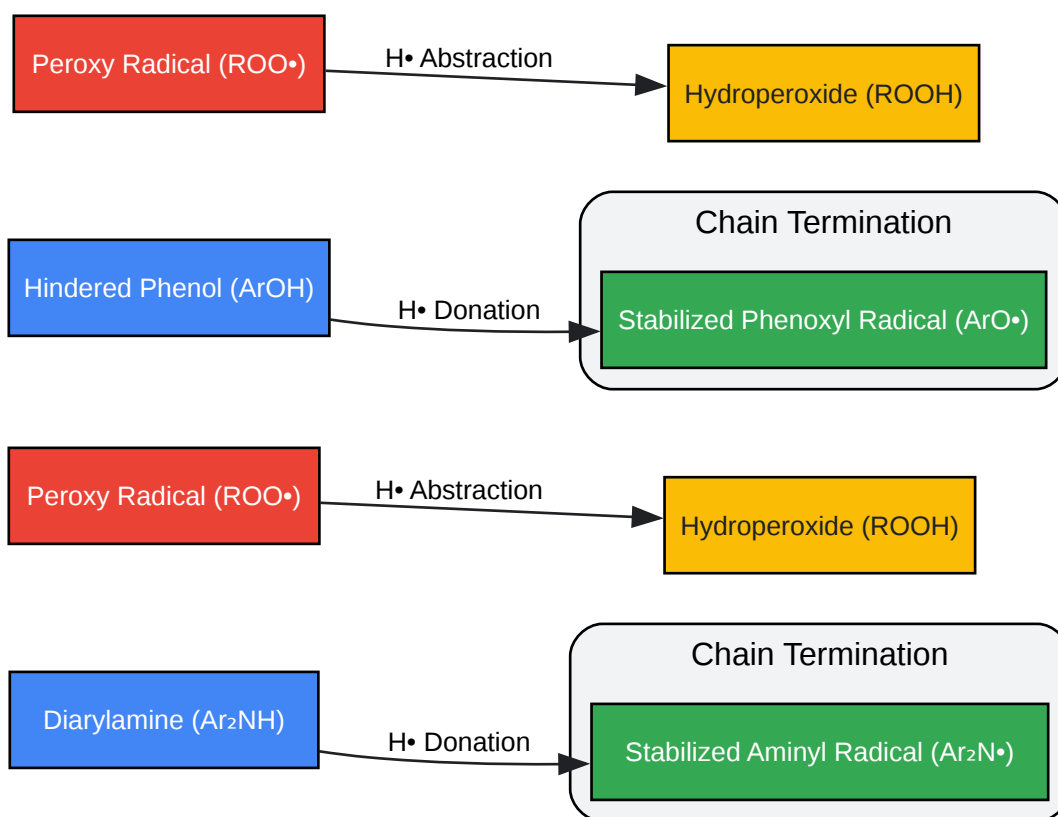 Peroxy Radical (ROO•)
H• Abstraction
Hydroperoxide (ROOH)
Chain Termination
Hindered Phenol (ArOH)
H• Donation
Stabilized Phenoxyl Radical (ArO•)
Peroxy Radical (ROO•)
H• Abstraction
Hydroperoxide (ROOH)
Chain Termination
Diarylamine (Ar₂NH)
H• Donation
Stabilized Aminyl Radical (Ar₂N•)